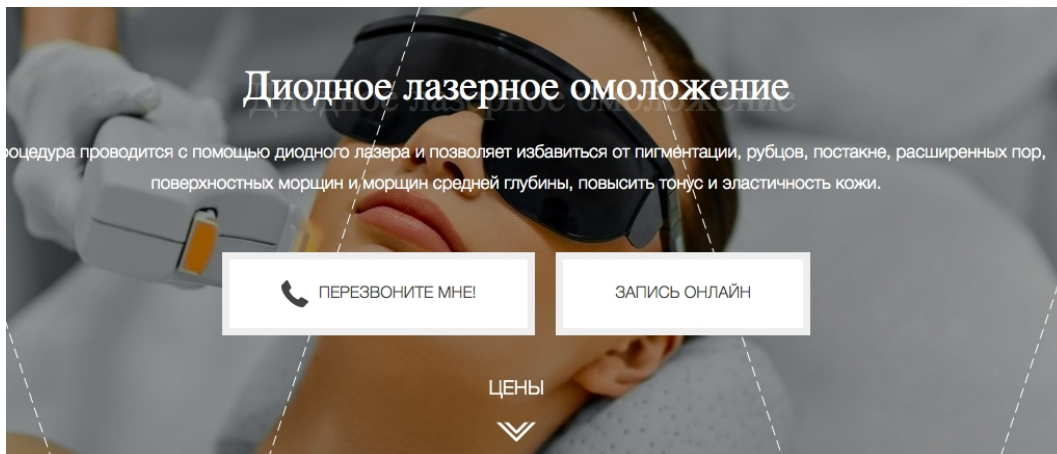 Диодное лазерное омоложение
роцедура проводится с помощью диодного лазера и позволяет избавиться от пигментации, рубцов, постакне, расширенных пор,
поверхностных морщин и морщин средней глубины, повысить тонус и эластичность кожи.
ПЕРЕЗВОНИТЕ МНЕ!
ЗАПИСЬ ОНЛАЙН
ЦЕНЫ